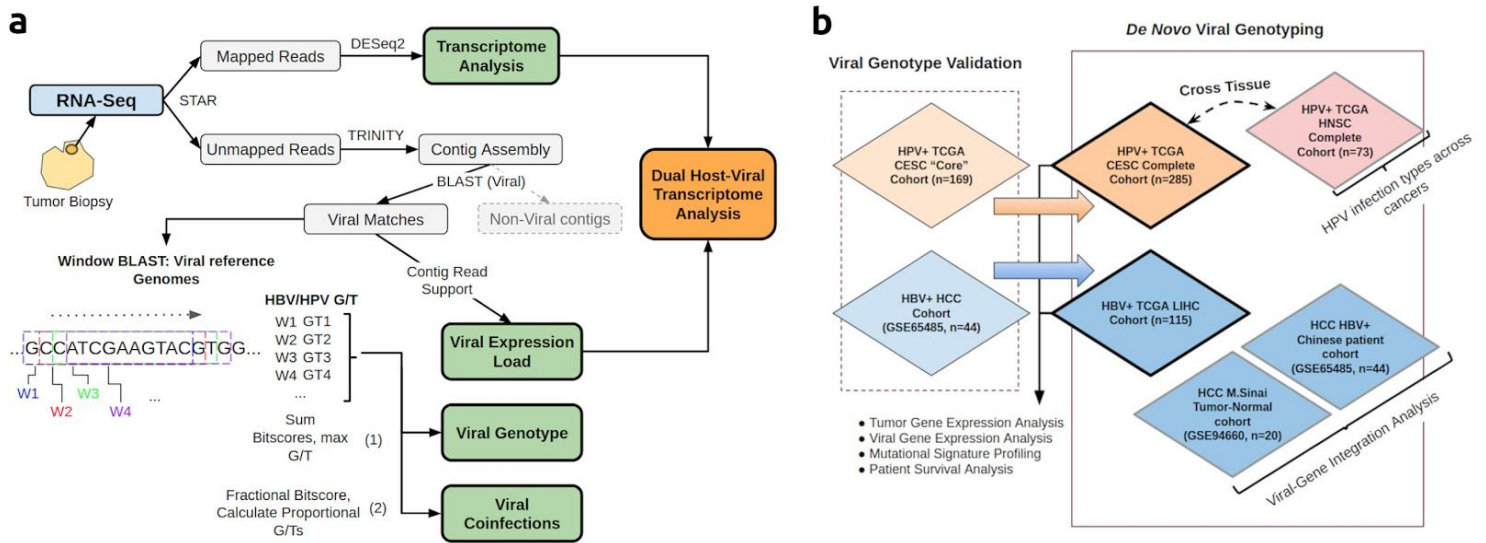 a
Mapped Reads
DESeq2
Transcriptome
Analysis
RNA-Seq
STAR
Unmapped Reads
TRINITY
Contig Assembly
Tumor Biopsy
BLAST (Viral)
Viral Matches
Non-Viral contigs
Dual Host-Viral
Transcriptome
Analysis
Window BLAST: Viral reference
Genomes
Contig Read
Support
HBV/HPV G/T
W1 GT1
W2 GT2
W3 GT3
W4 GT4
...
...GCCATCGAAGTACGTGG...
W1
W2
W3
W4
...
Viral Expression
Load
Sum
Bitscores, max
G/T
(1)
Viral Genotype
Fractional Bitscore,
Calculate Proportional
G/Ts
(2)
Viral
Coinfections
b
De Novo Viral Genotyping
Viral Genotype Validation
Cross Tissue
HPV+ TCGA
CESC “Core”
Cohort (n=169)
HPV+ TCGA
CESC Complete
Cohort (n=285)
HPV+ TCGA
HNSC
Complete
Cohort (n=73)
HPV infection types across
cancers
HBV+ HCC
Cohort
(GSE65485, n=44)
HBV+ TCGA LIHC
Cohort (n=115)
HCC HBV+
Chinese patient
cohort
(GSE65485, n=44)
HCC M.Sinai
Tumor-Normal
cohort
(GSE94660, n=20)
Viral-Gene Integration Analysis
● Tumor Gene Expression Analysis
● Viral Gene Expression Analysis
● Mutational Signature Profiling
● Patient Survival Analysis